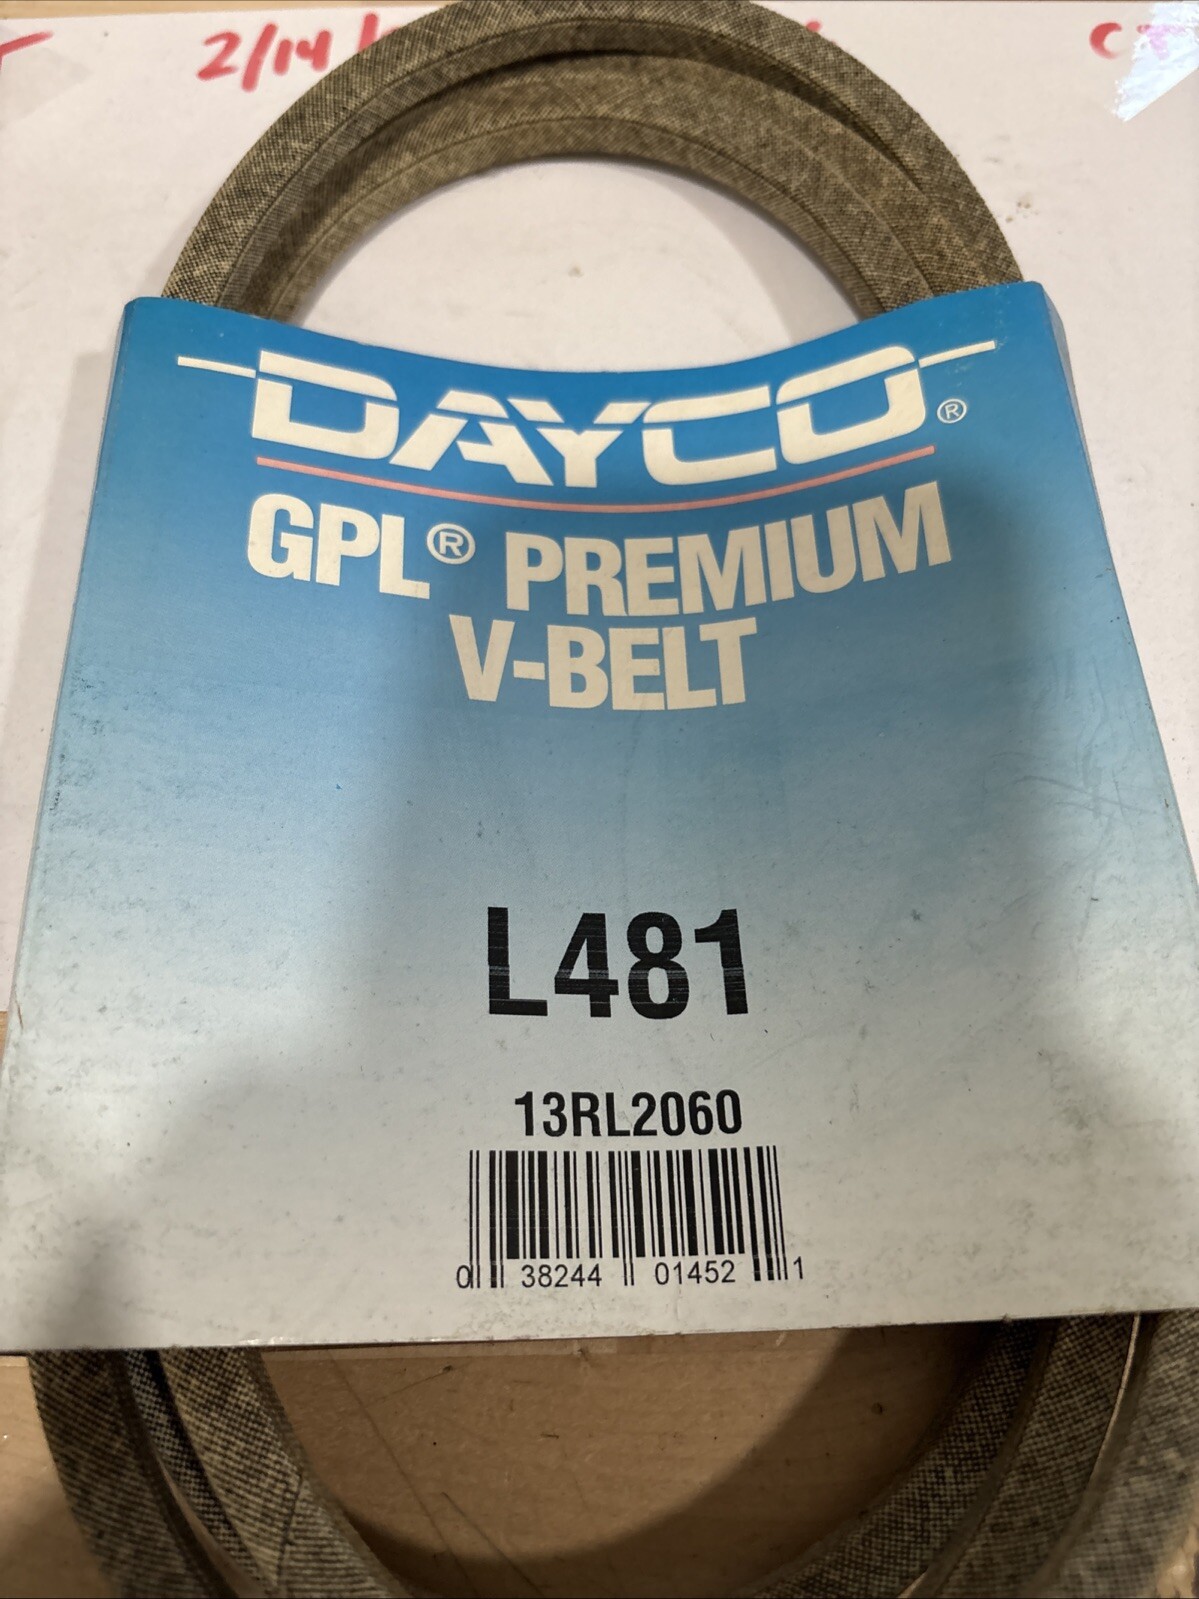 2/14
DAYCO®
GPL® PREMIUM
V-BELT
L481
13RL2060
0 38244 01452 1